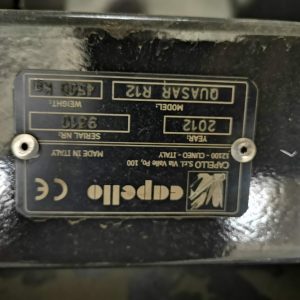 capello
CE
CAPELLO S.r.l. Via Valle Po, 100
12100 - CUNEO - ITALY
MADE IN ITALY
YEAR:
SERIAL NR:
2012
9310
MODEL:
WEIGHT:
QUASAR R12
Kg